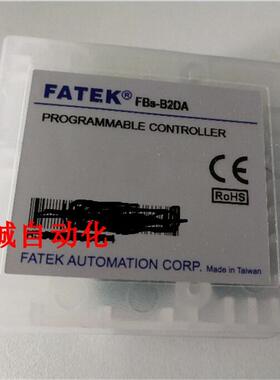 FATEK® FBs-B2DA
PROGRAMMABLE CONTROLLER
CE
RoHS
诚自动化
FATEK AUTOMATION CORP. Made in Taiwan